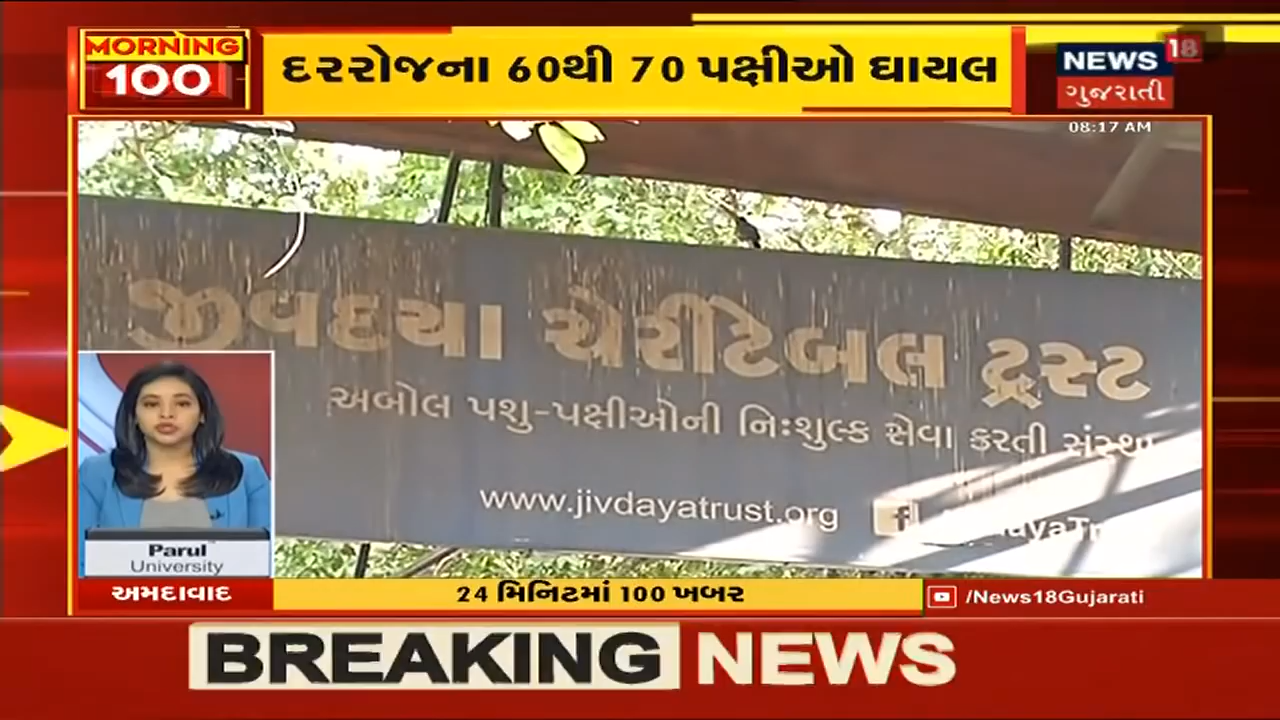 MORNING
100
દરરોજના 60થી 70 પક્ષીઓ ઘાયલ
NEWS 18
ગુજરાતી
08:17 AM
જીવદયા ચેરીટેબલ ટ્રસ્ટ
અબોલ પશુ-પક્ષીઓની નિઃશુલ્ક સેવા કરતી સંસ્થા
www.jivdayatrust.org
f
Parul
University
અમદાવાદ
24 મિનિટમાં 100 ખબર
/News18Gujarati
BREAKING NEWS